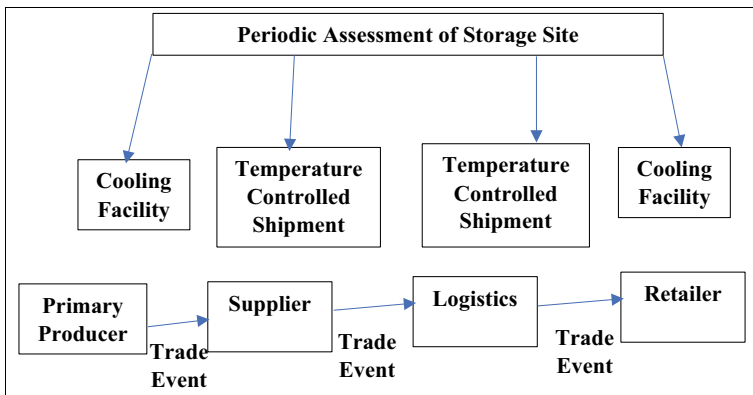 Periodic Assessment of Storage Site
Cooling
Facility
Temperature
Controlled
Shipment
Temperature
Controlled
Shipment
Cooling
Facility
Primary
Producer
Supplier
Logistics
Retailer
Trade
Event
Trade
Event
Trade
Event